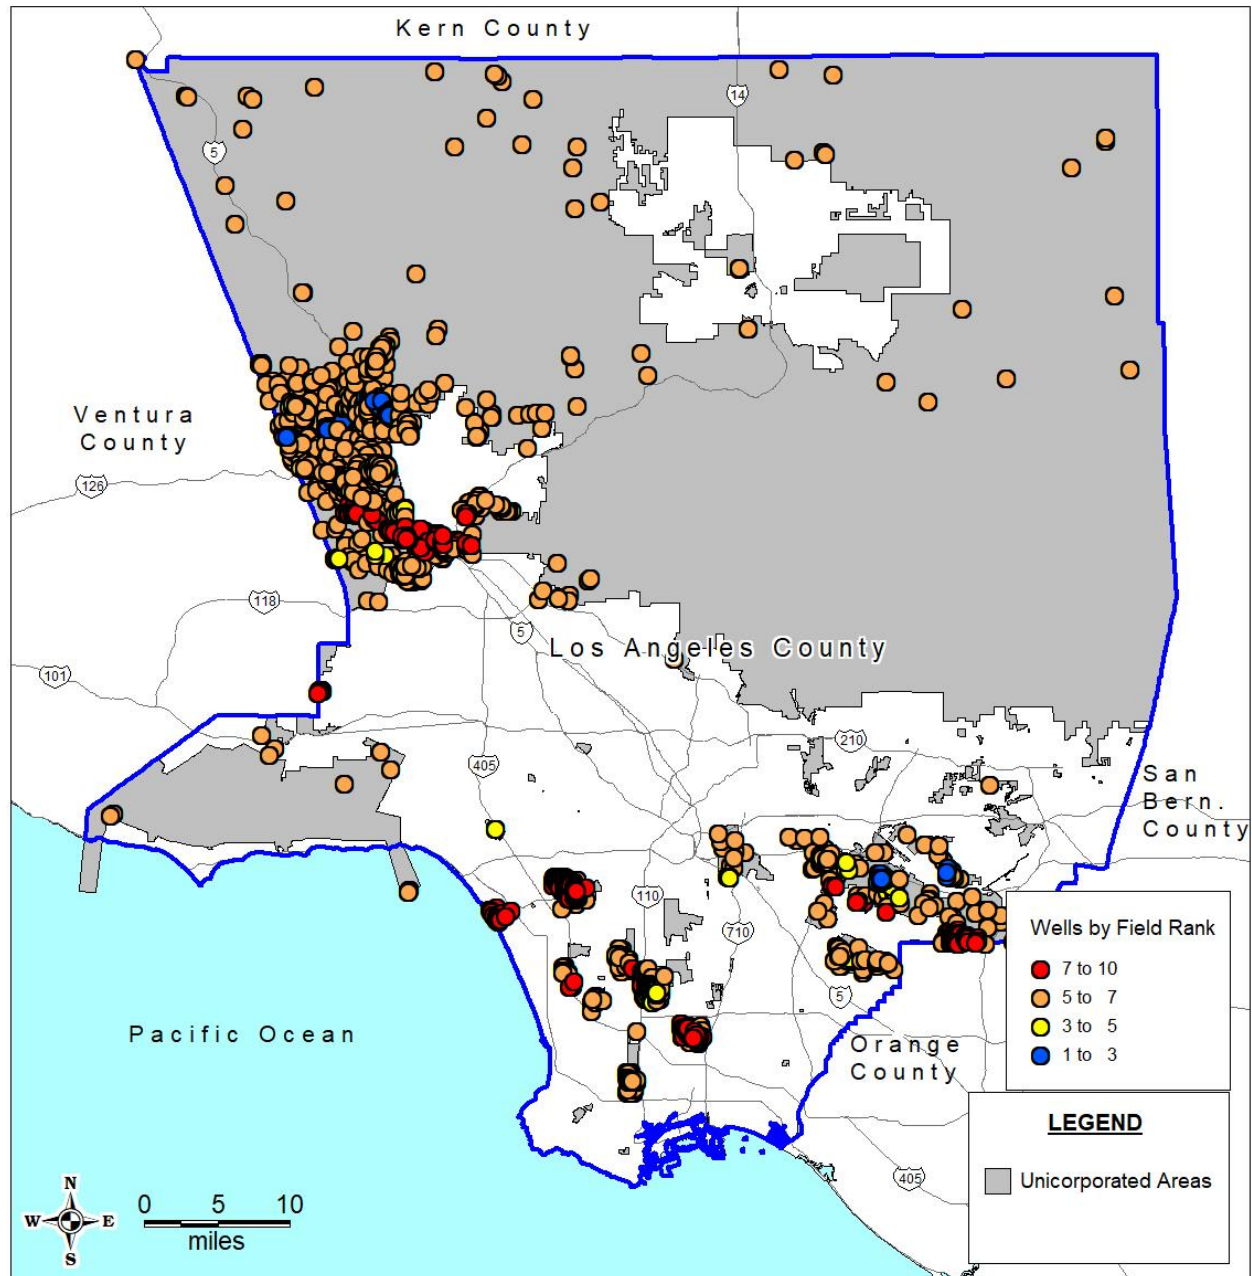 Kern County
14
5
Ventura
County
126
118
5
Los Angeles County
101
405
210
San
Bern.
County
110
710
5
Wells by Field Rank
7 to 10
5 to 7
3 to 5
1 to 3
Pacific Ocean
Orange
County
LEGEND
Unicorporated Areas
405
N
W E
S
0 5 10
miles